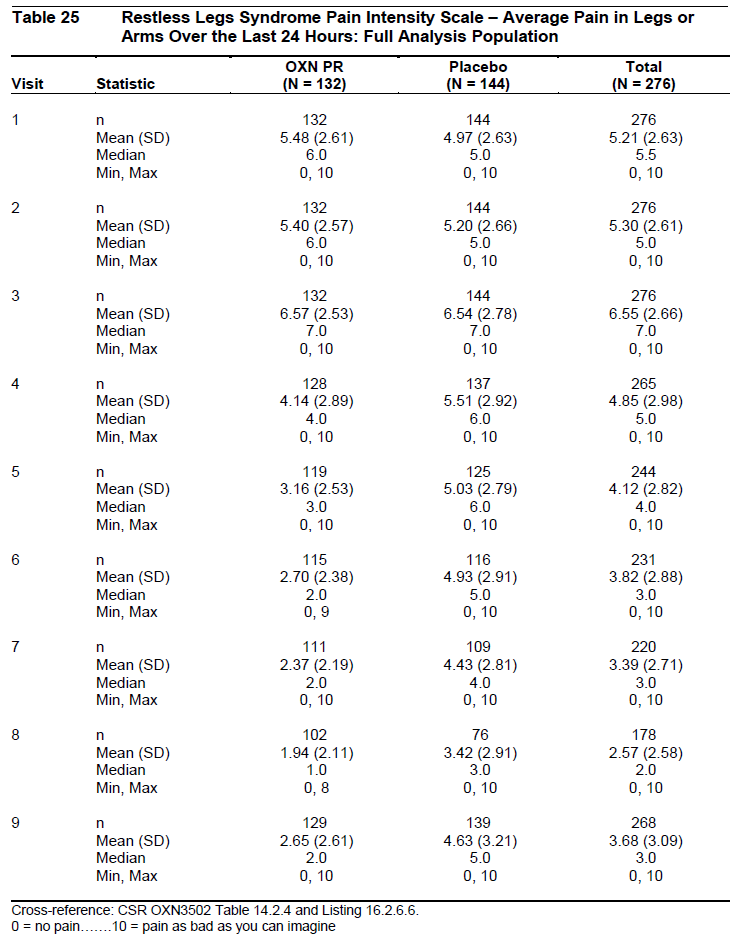 Table 25 Restless Legs Syndrome Pain Intensity Scale – Average Pain in Legs or
Arms Over the Last 24 Hours: Full Analysis Population
OXN PR Placebo Total
Visit Statistic (N = 132) (N = 144) (N = 276)
1 n 132 144 276
Mean (SD) 5.48 (2.61) 4.97 (2.63) 5.21 (2.63)
Median 6.0 5.0 5.5
Min, Max 0, 10 0, 10 0, 10
2 n 132 144 276
Mean (SD) 5.40 (2.57) 5.20 (2.66) 5.30 (2.61)
Median 6.0 5.0 5.0
Min, Max 0, 10 0, 10 0, 10
3 n 132 144 276
Mean (SD) 6.57 (2.53) 6.54 (2.78) 6.55 (2.66)
Median 7.0 7.0 7.0
Min, Max 0, 10 0, 10 0, 10
4 n 128 137 265
Mean (SD) 4.14 (2.89) 5.51 (2.92) 4.85 (2.98)
Median 4.0 6.0 5.0
Min, Max 0, 10 0, 10 0, 10
5 n 119 125 244
Mean (SD) 3.16 (2.53) 5.03 (2.79) 4.12 (2.82)
Median 3.0 6.0 4.0
Min, Max 0, 10 0, 10 0, 10
6 n 115 116 231
Mean (SD) 2.70 (2.38) 4.93 (2.91) 3.82 (2.88)
Median 2.0 5.0 3.0
Min, Max 0, 9 0, 10 0, 10
7 n 111 109 220
Mean (SD) 2.37 (2.19) 4.43 (2.81) 3.39 (2.71)
Median 2.0 4.0 3.0
Min, Max 0, 10 0, 10 0, 10
8 n 102 76 178
Mean (SD) 1.94 (2.11) 3.42 (2.91) 2.57 (2.58)
Median 1.0 3.0 2.0
Min, Max 0, 8 0, 10 0, 10
9 n 129 139 268
Mean (SD) 2.65 (2.61) 4.63 (3.21) 3.68 (3.09)
Median 2.0 5.0 3.0
Min, Max 0, 10 0, 10 0, 10
Cross-reference: CSR OXN3502 Table 14.2.4 and Listing 16.2.6.6.
0 = no pain.......10 = pain as bad as you can imagine